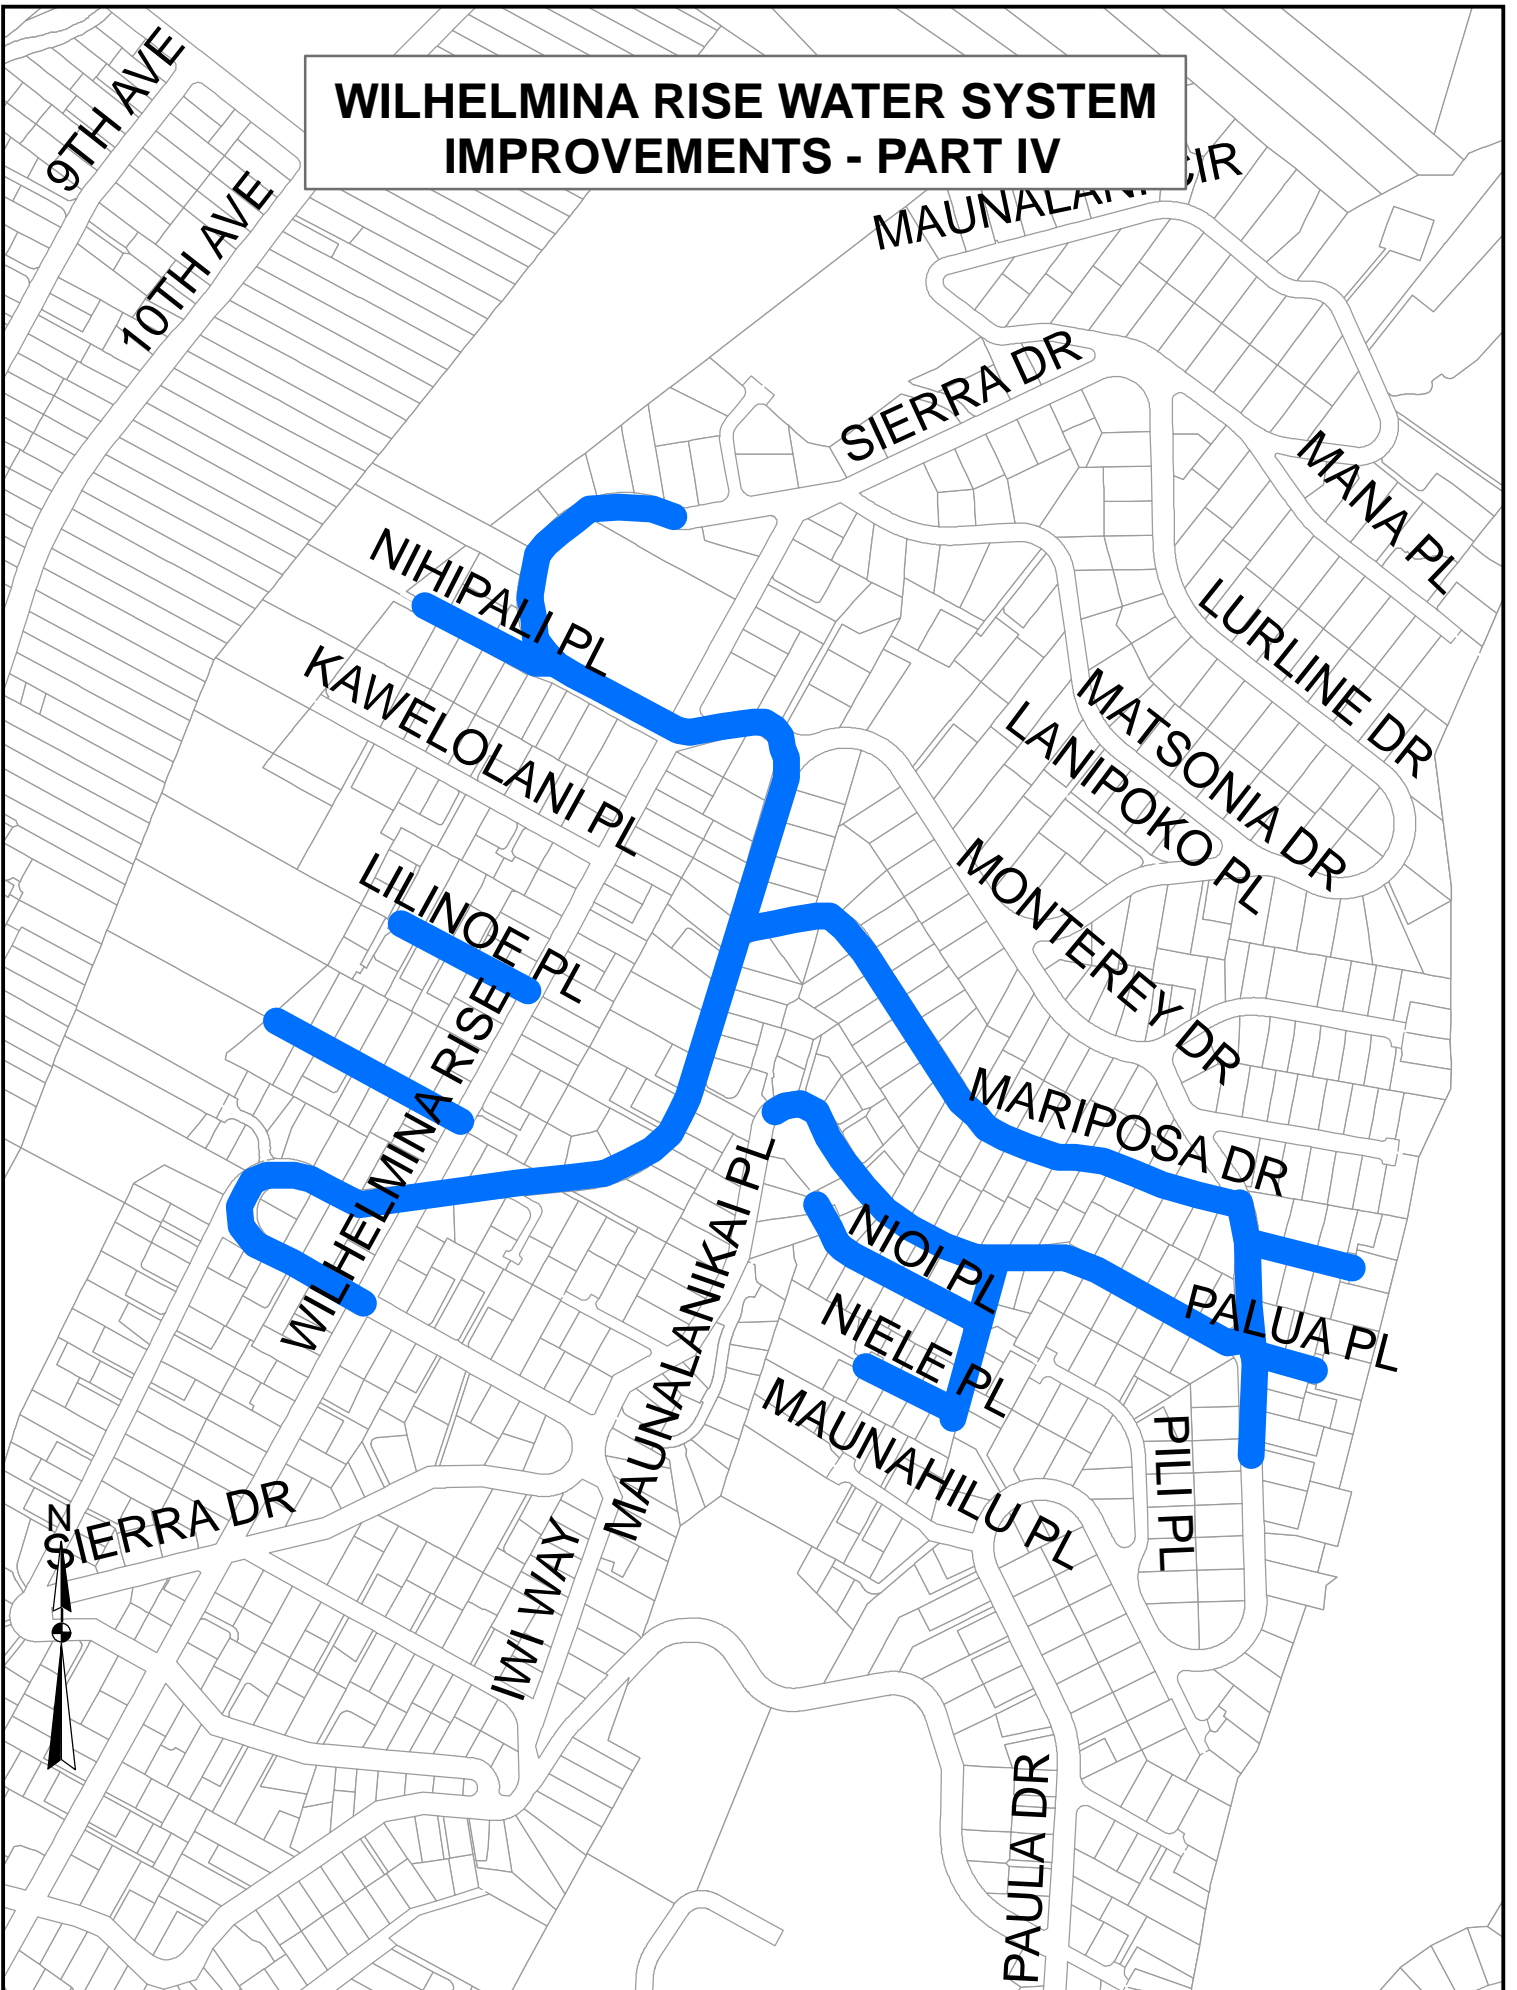 WILHELMINA RISE WATER SYSTEM
IMPROVEMENTS - PART IV
9TH AVE
10TH AVE
MAUNALANI CIR
SIERRA DR
MANA PL
NIHIPALI PL
LURLINE DR
KAWELOLANI PL
MATSONIA DR
LANIPOKO PL
LILINOE PL
MONTEREY DR
WILHELMINA RISE
MARIPOSA DR
MAUNALANIKAI PL
NIOI PL
PALUA PL
NIELE PL
MAUNAHILU PL
PILI PL
SIERRA DR
N
IWI WAY
PAULA DR